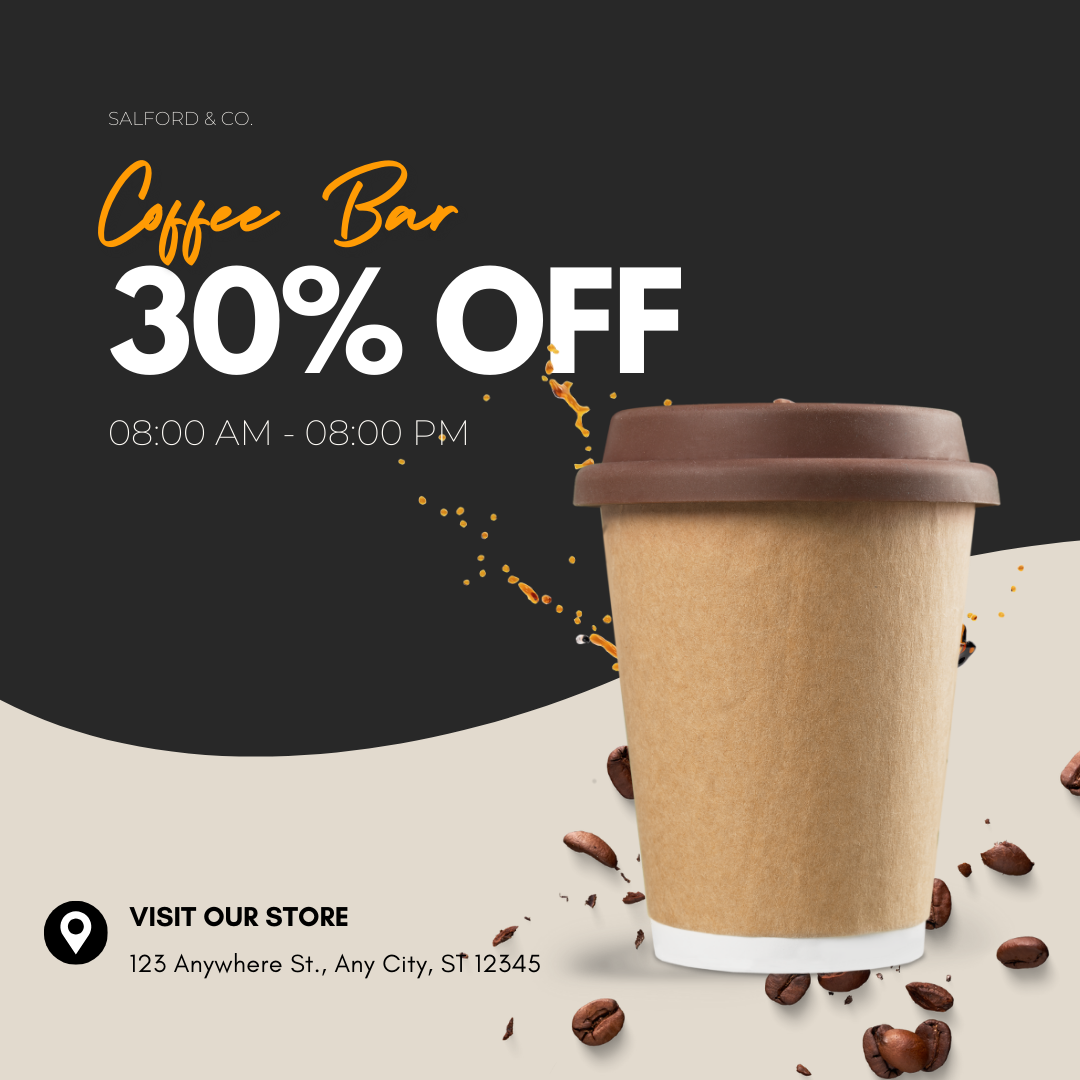 SALFORD & CO.
Coffee Bar
30% OFF
08:00 AM - 08:00 PM
VISIT OUR STORE
123 Anywhere St., Any City, ST 12345